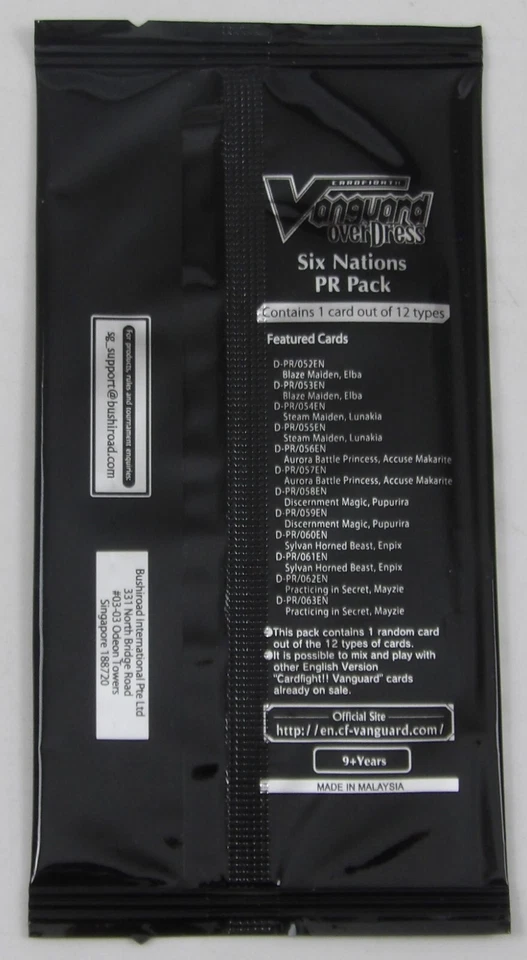 CARDFIGHT!!
Vanguard
overDress
Six Nations
PR Pack
Contains 1 card out of 12 types
Featured Cards
D-PR/052EN
Blaze Maiden, Elba
D-PR/053EN
Blaze Maiden, Elba
D-PR/054EN
Steam Maiden, Lunakia
D-PR/055EN
Steam Maiden, Lunakia
D-PR/056EN
Aurora Battle Princess, Accuse Makarite
D-PR/057EN
Aurora Battle Princess, Accuse Makarite
D-PR/058EN
Discernment Magic, Pupurira
D-PR/059EN
Discernment Magic, Pupurira
D-PR/060EN
Sylvan Horned Beast, Enpix
D-PR/061EN
Sylvan Horned Beast, Enpix
D-PR/062EN
Practicing in Secret, Mayzie
D-PR/063EN
Practicing in Secret, Mayzie
This pack contains 1 random card
out of the 12 types of cards.
It is possible to mix and play with
other English Version
"Cardfight!! Vanguard" cards
already on sale.
Official Site
http://en.cf-vanguard.com/
9+Years
MADE IN MALAYSIA
For products, rules and tournament enquiries:
sg_support@bushiroad.com
Bushiroad International Pte Ltd
331 North Bridge Road
#03-03 Odeon Towers
Singapore 188720